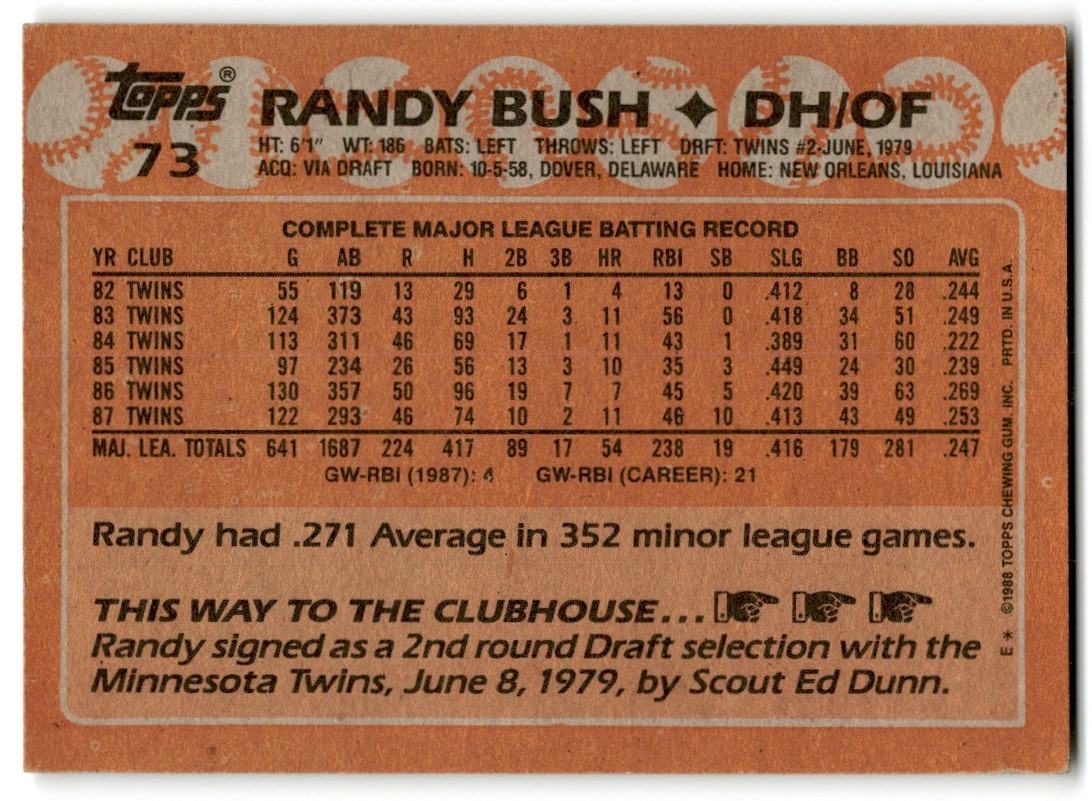 topps®
RANDY BUSH ✦ DH/OF
73
HT: 6'1" WT: 186 BATS: LEFT THROWS: LEFT DRFT: TWINS #2-JUNE, 1979
ACQ: VIA DRAFT BORN: 10-5-58, DOVER, DELAWARE HOME: NEW ORLEANS, LOUISIANA
COMPLETE MAJOR LEAGUE BATTING RECORD
YR CLUB G AB R H 2B 3B HR RBI SB SLG BB SO AVG
82 TWINS 55 119 13 29 6 1 4 13 0 .412 8 28 .244
83 TWINS 124 373 43 93 24 3 11 56 0 .418 34 51 .249
84 TWINS 113 311 46 69 17 1 11 43 1 .389 31 60 .222
85 TWINS 97 234 26 56 13 3 10 35 3 .449 24 30 .239
86 TWINS 130 357 50 96 19 7 7 45 5 .420 39 63 .269
87 TWINS 122 293 46 74 10 2 11 46 10 .413 43 49 .253
MAJ. LEA. TOTALS 641 1687 224 417 89 17 54 238 19 .416 179 281 .247
GW-RBI (1987): 4 GW-RBI (CAREER): 21
Randy had .271 Average in 352 minor league games.
THIS WAY TO THE CLUBHOUSE...
Randy signed as a 2nd round Draft selection with the
Minnesota Twins, June 8, 1979, by Scout Ed Dunn.
E* ©1988 TOPPS CHEWING GUM, INC. PRTD. IN U.S.A.